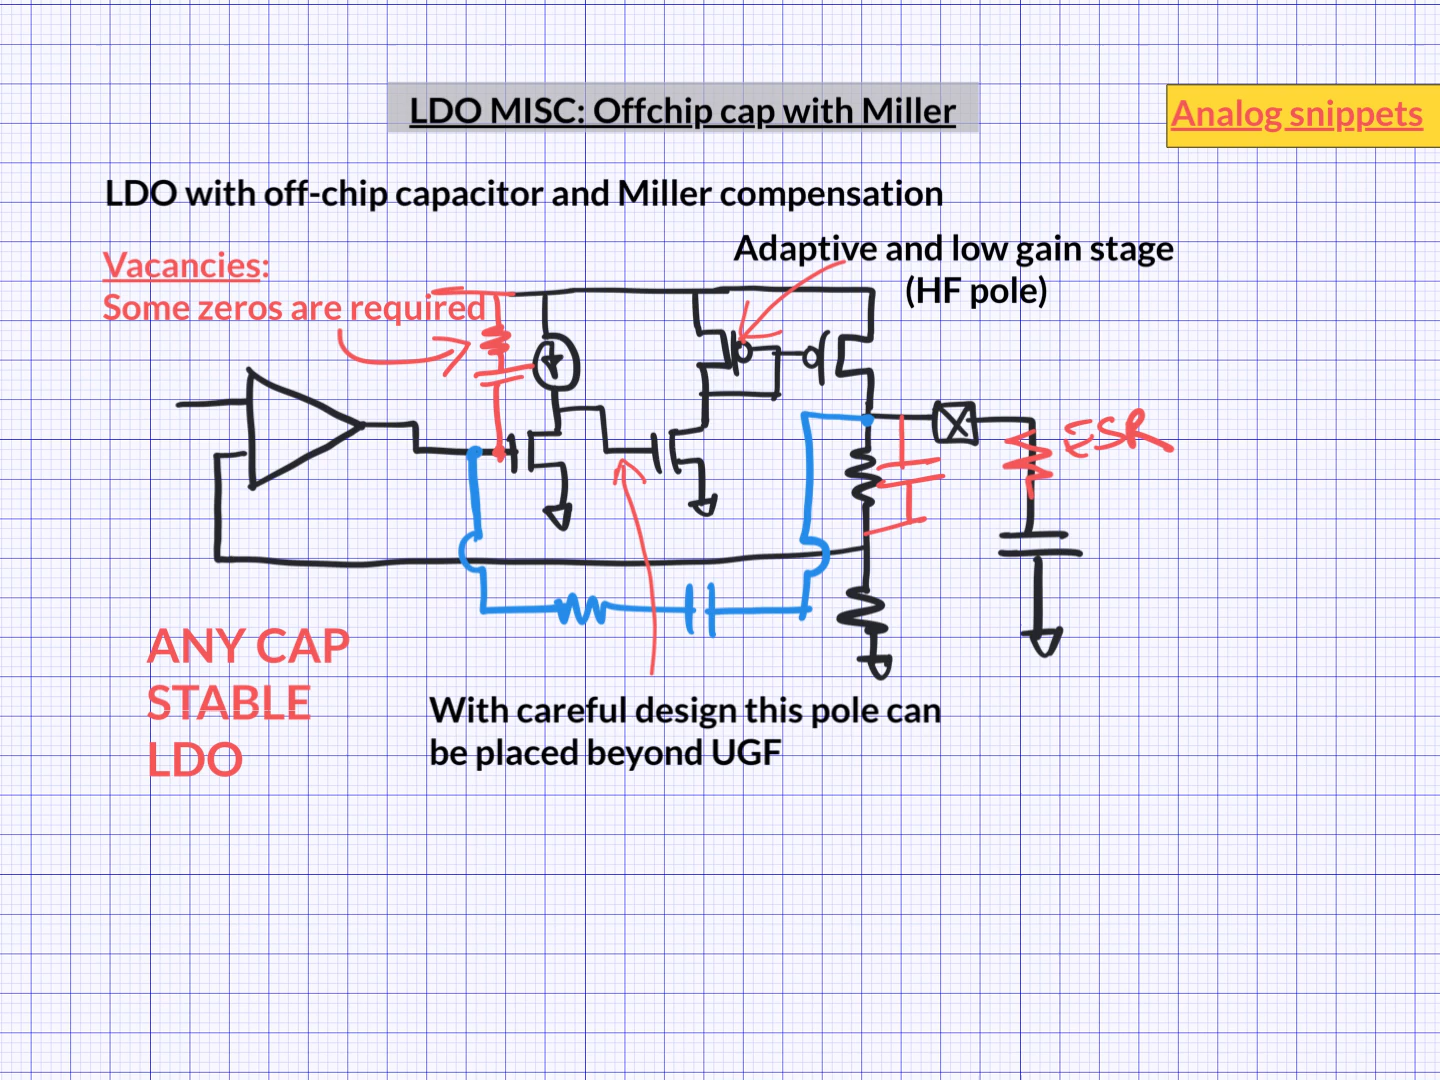 LDO MISC: Offchip cap with Miller
Analog snippets
LDO with off-chip capacitor and Miller compensation
Adaptive and low gain stage
(HF pole)
Vacancies:
Some zeros are required
ESR
ANY CAP
STABLE
LDO
With careful design this pole can
be placed beyond UGF